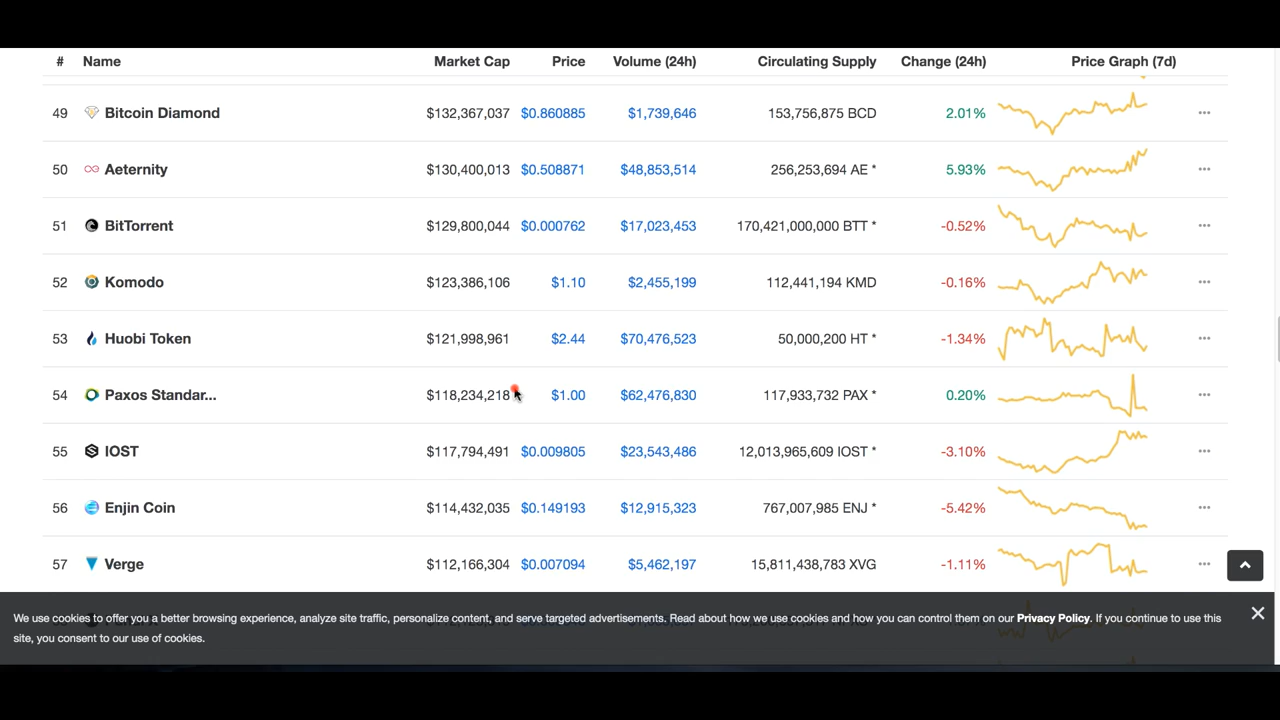 # Name Market Cap Price Volume (24h) Circulating Supply Change (24h) Price Graph (7d)
49 Bitcoin Diamond $132,367,037 $0.860885 $1,739,646 153,756,875 BCD 2.01%
50 Aeternity $130,400,013 $0.508871 $48,853,514 256,253,694 AE * 5.93%
51 BitTorrent $129,800,044 $0.000762 $17,023,453 170,421,000,000 BTT * -0.52%
52 Komodo $123,386,106 $1.10 $2,455,199 112,441,194 KMD -0.16%
53 Huobi Token $121,998,961 $2.44 $70,476,523 50,000,200 HT * -1.34%
54 Paxos Standar... $118,234,218 $1.00 $62,476,830 117,933,732 PAX * 0.20%
55 IOST $117,794,491 $0.009805 $23,543,486 12,013,965,609 IOST * -3.10%
56 Enjin Coin $114,432,035 $0.149193 $12,915,323 767,007,985 ENJ * -5.42%
57 Verge $112,166,304 $0.007094 $5,462,197 15,811,438,783 XVG -1.11%
We use cookies to offer you a better browsing experience, analyze site traffic, personalize content, and serve targeted advertisements. Read about how we use cookies and how you can control them on our Privacy Policy. If you continue to use this
site, you consent to our use of cookies.